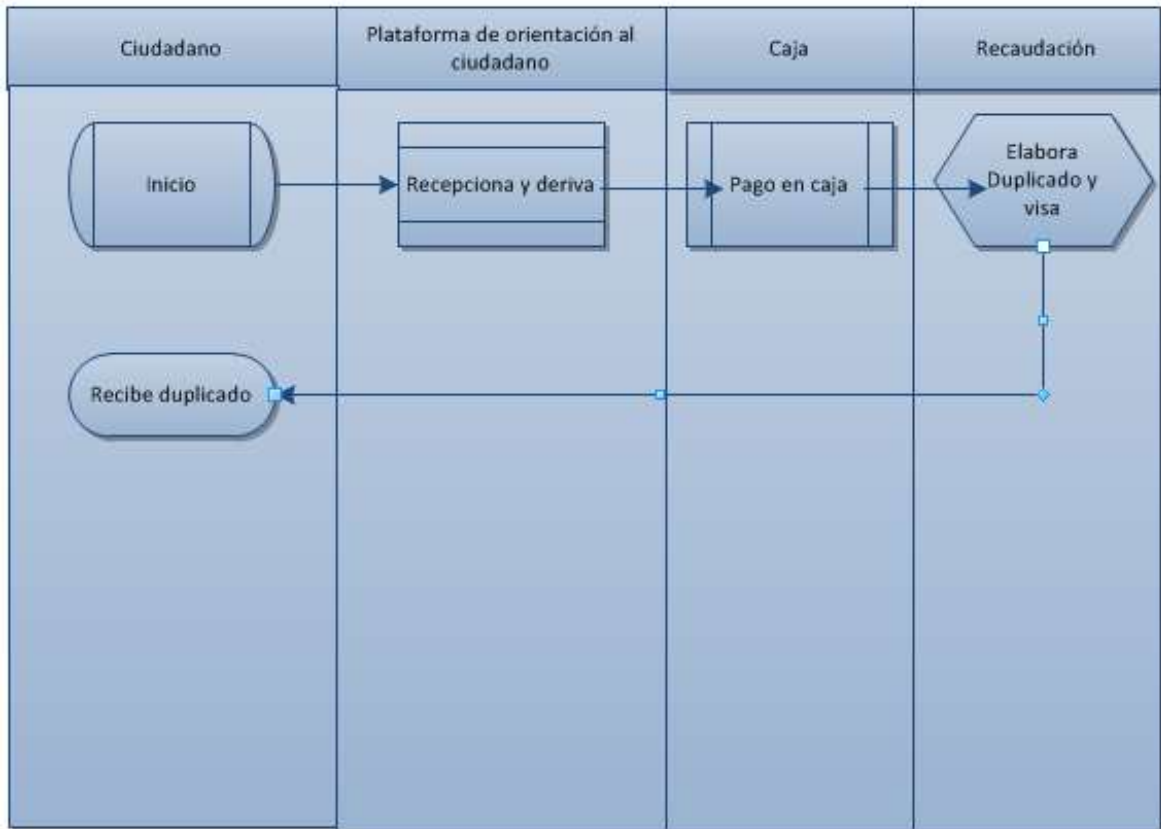 Ciudadano
Plataforma de orientación al
ciudadano
Caja
Recaudación
Inicio
Recepciona y deriva
Pago en caja
Elabora
Duplicado y
visa
Recibe duplicado